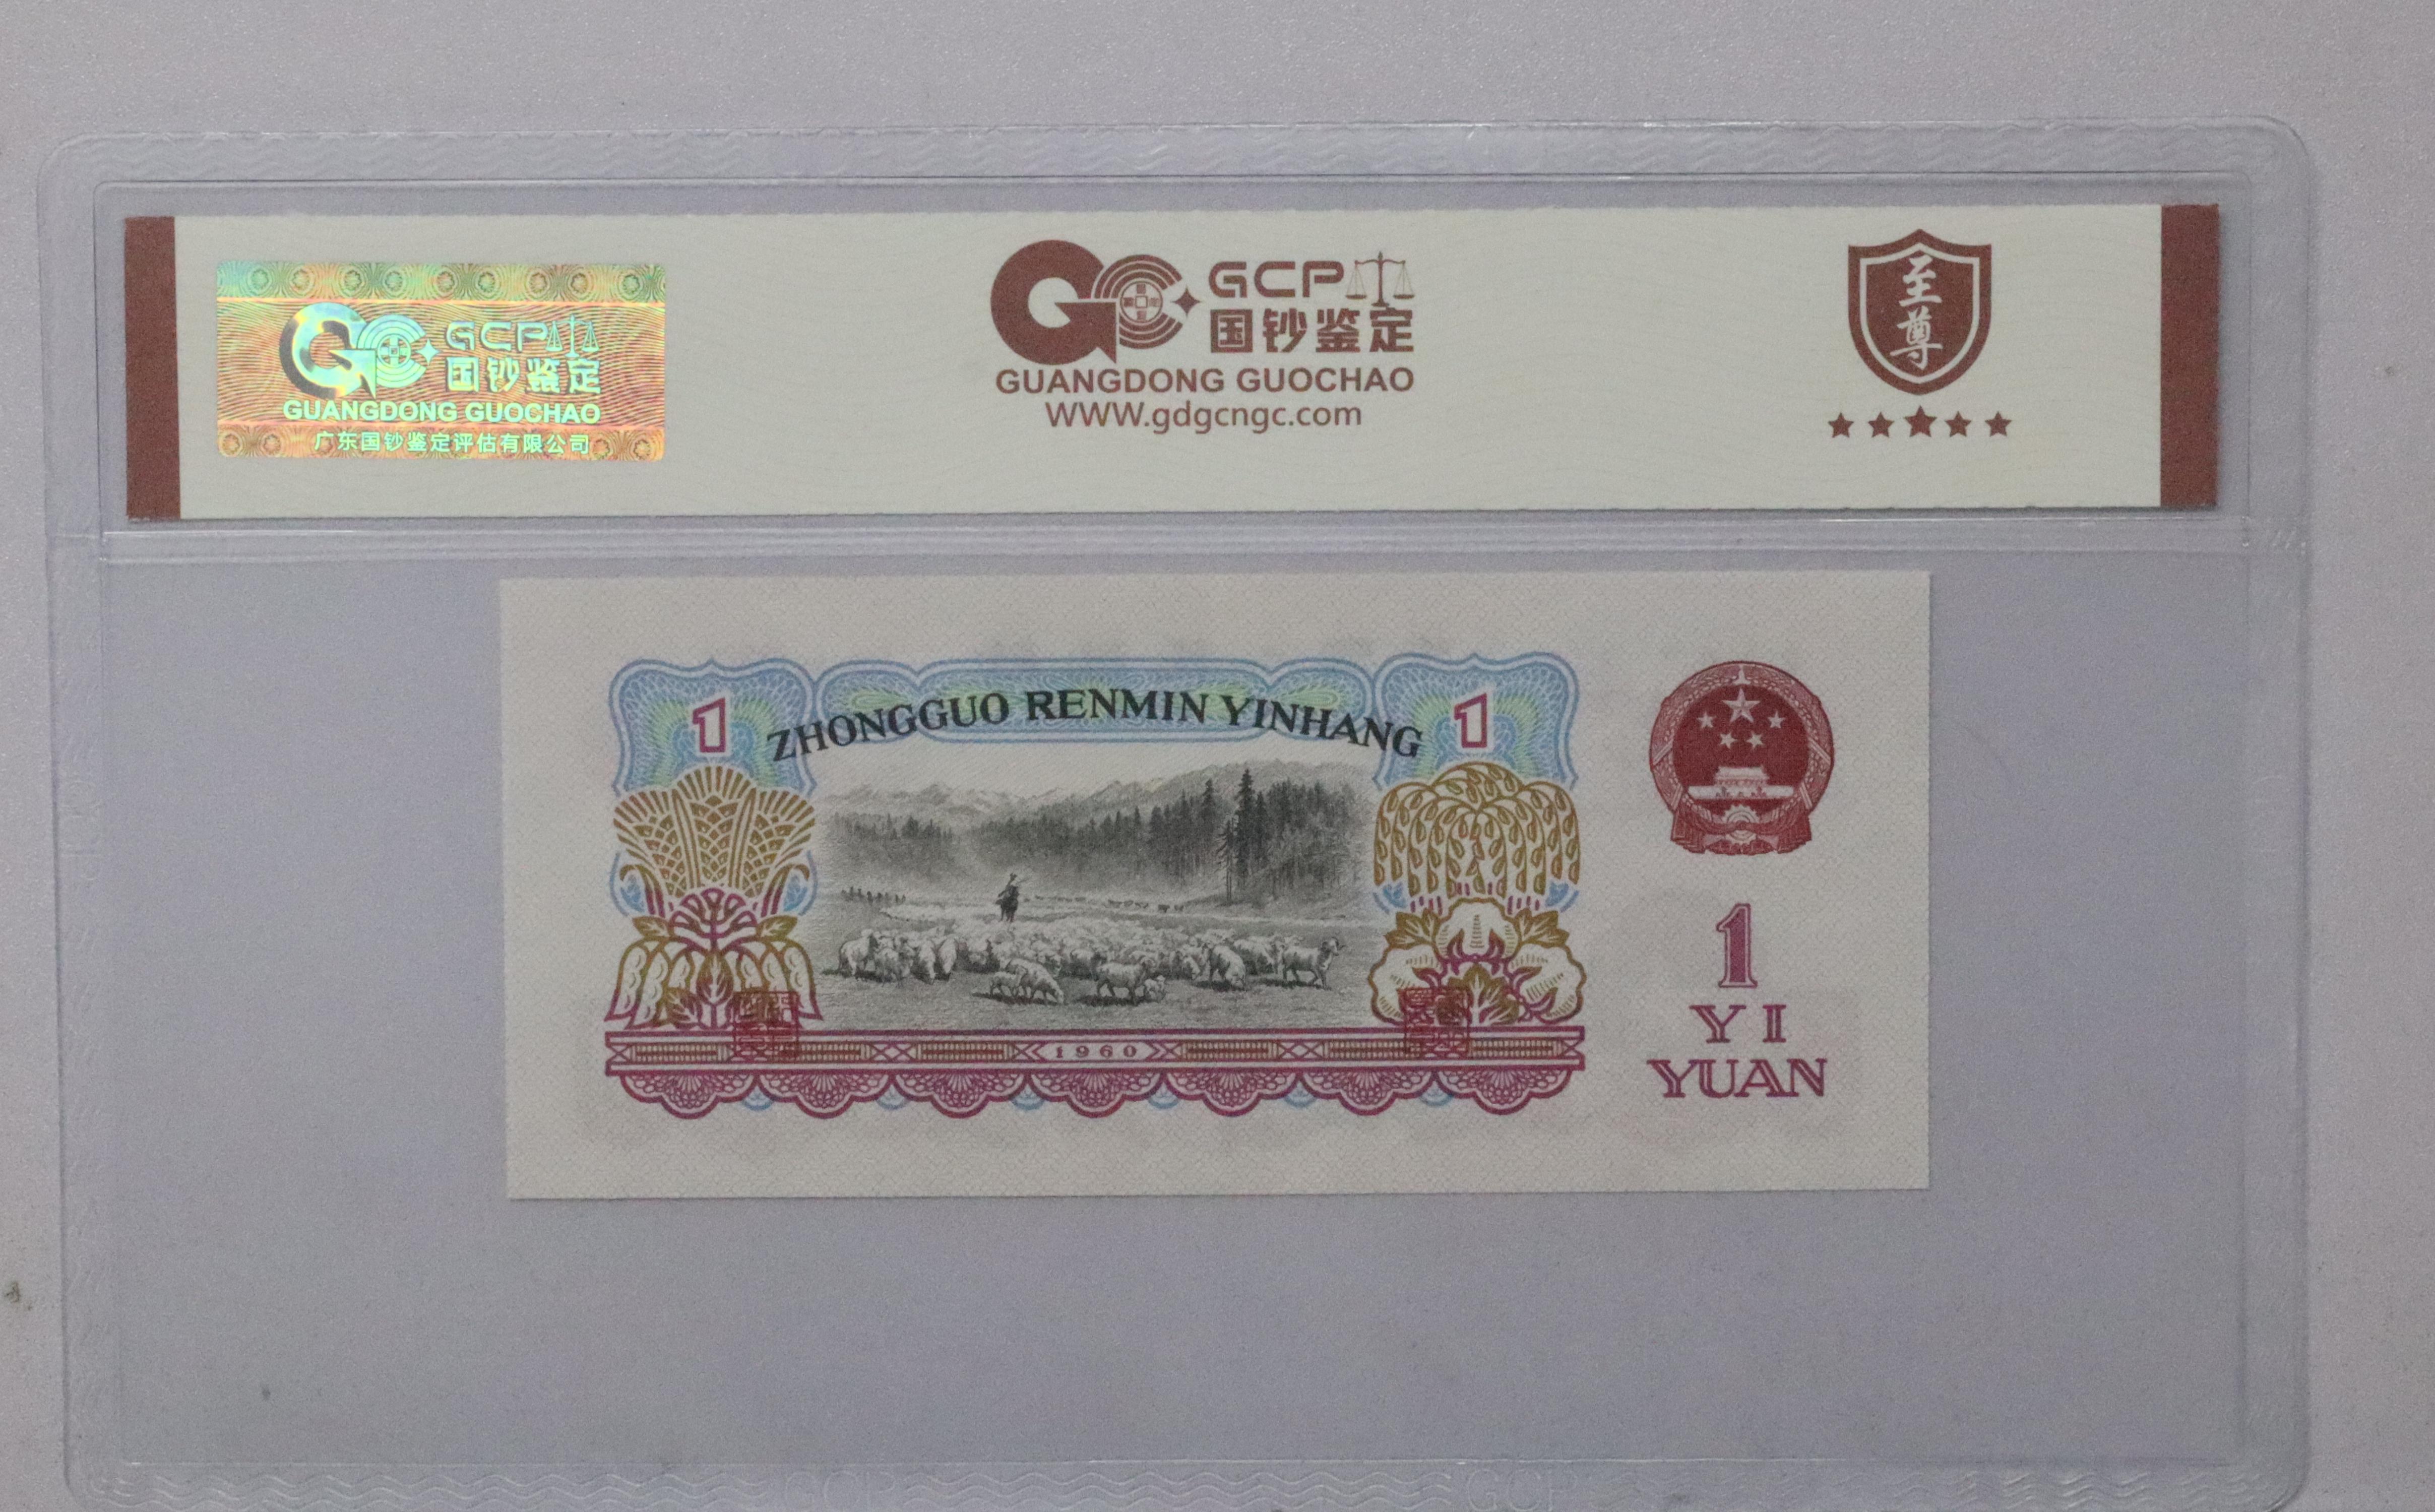 GCP
国钞鉴定
GUANGDONG GUOCHAO
广东国钞鉴定评估有限公司
GCP
国钞鉴定
GUANGDONG GUOCHAO
WWW.gdgcngc.com
至尊
1
ZHONGGUO RENMIN YINHANG
1
1960
1
YI
YUAN
GCP
GCP